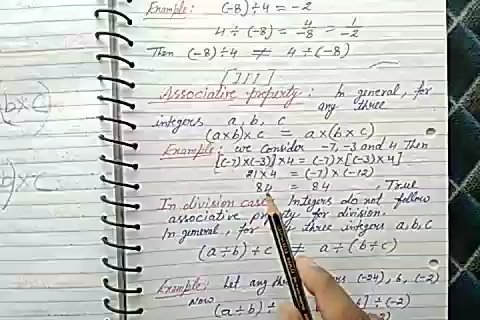 Example: (-8) ÷ 4 = -2
4 ÷ (-8) = 4/-8 = 1/-2
Then (-8) ÷ 4 ≠ 4 ÷ (-8)
[III]
Associative property: In general, for
any three
integers a, b, c
(a×b)×c = a×(b×c)
Example: we consider -7, -3 and 4 Then
[(-7)×(-3)]×4 = (-7)×[(-3)×4]
21×4 = (-7)×(-12)
84 = 84 , True
In division case, Integers do not follow
associative property for division.
In general, for three integers a, b, c
(a÷b)÷c ≠ a÷(b÷c)
Example: Let any (-24), 6, (-2)
Now
(a÷b)÷ ÷(-2)
b×c)
×c)